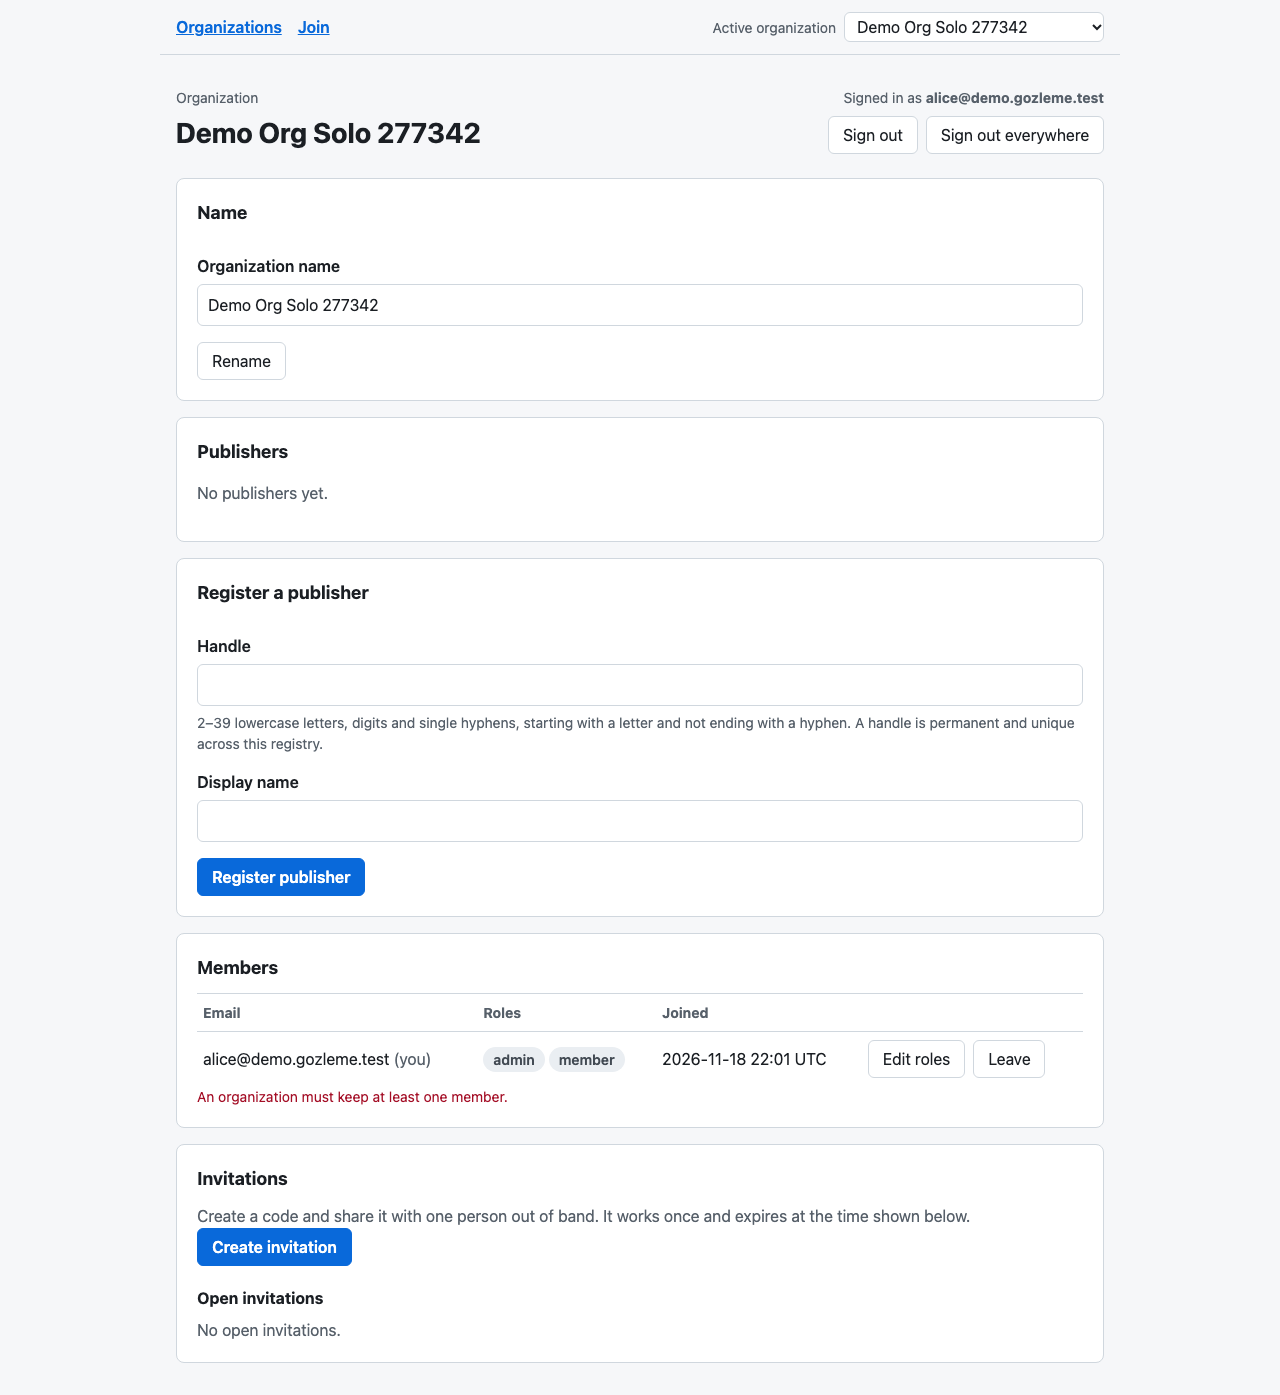 Organizations Join Active organization Demo Org Solo 277342
Organization
Signed in as alice@demo.gozleme.test
Demo Org Solo 277342
Sign out Sign out everywhere
Name
Organization name
Demo Org Solo 277342
Rename
Publishers
No publishers yet.
Register a publisher
Handle
2–39 lowercase letters, digits and single hyphens, starting with a letter and not ending with a hyphen. A handle is permanent and unique
across this registry.
Display name
Register publisher
Members
Email Roles Joined
alice@demo.gozleme.test (you) admin member 2026-11-18 22:01 UTC Edit roles Leave
An organization must keep at least one member.
Invitations
Create a code and share it with one person out of band. It works once and expires at the time shown below.
Create invitation
Open invitations
No open invitations.